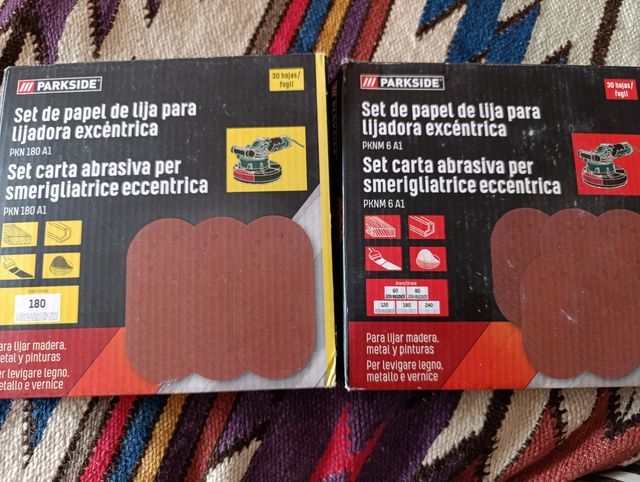 /// PARKSIDE
30 hojas/
fogli
Set de papel de lija para
lijadora excéntrica
PKN 180 A1
Set carta abrasiva per
smerigliatrice eccentrica
PKN 180 A1
180
Para lijar madera,
metal y pinturas
Per levigare legno,
metallo e vernice
/// PARKSIDE
30 hojas/
fogli
Set de papel de lija para
lijadora excéntrica
PKNM 6 A1
Set carta abrasiva per
smerigliatrice eccentrica
PKNM 6 A1
60 80
120 180 240
Para lijar madera,
metal y pinturas
Per levigare legno,
metallo e vernice